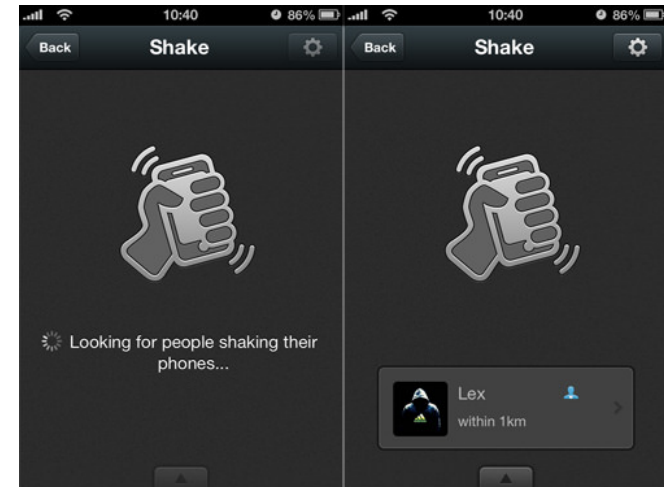 10:40
86%
Back
Shake
Looking for people shaking their
phones...
10:40
86%
Back
Shake
Lex
within 1km